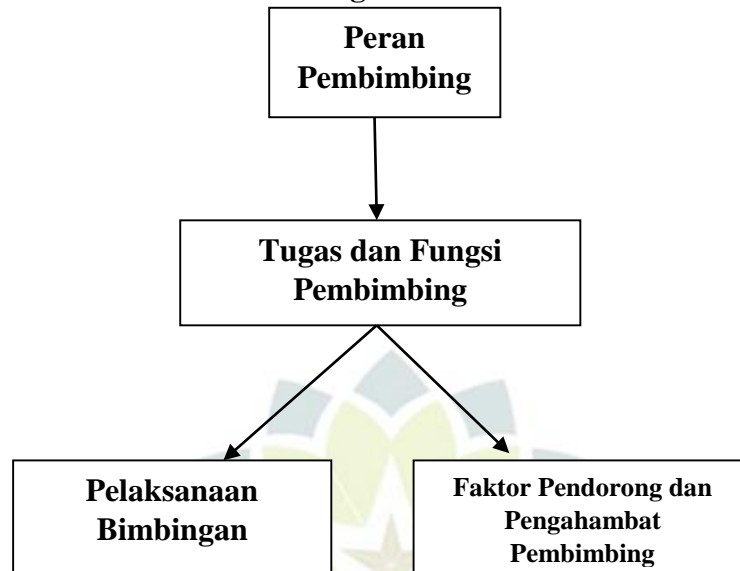 Peran
Pembimbing
Tugas dan Fungsi
Pembimbing
Pelaksanaan
Bimbingan
Faktor Pendorong dan
Pengahambat
Pembimbing